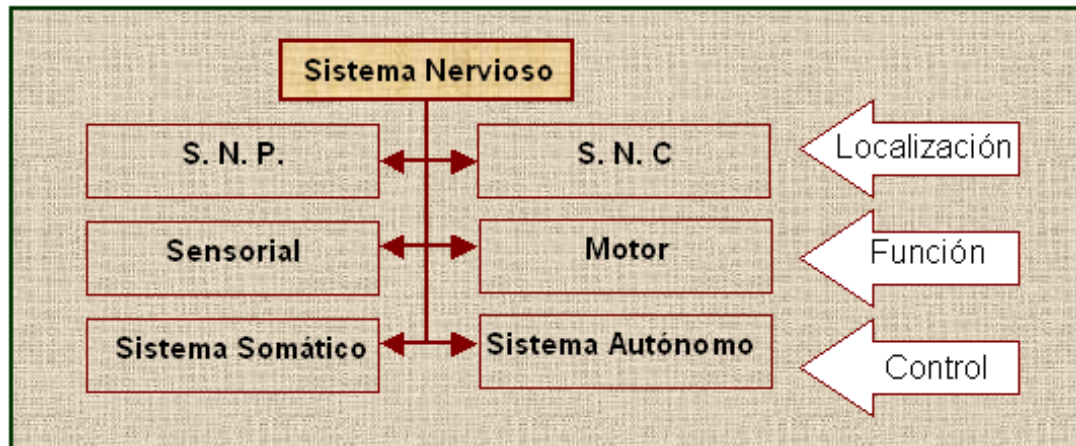 Sistema Nervioso
S. N. P.
S. N. C
Localización
Sensorial
Motor
Función
Sistema Somático
Sistema Autónomo
Control